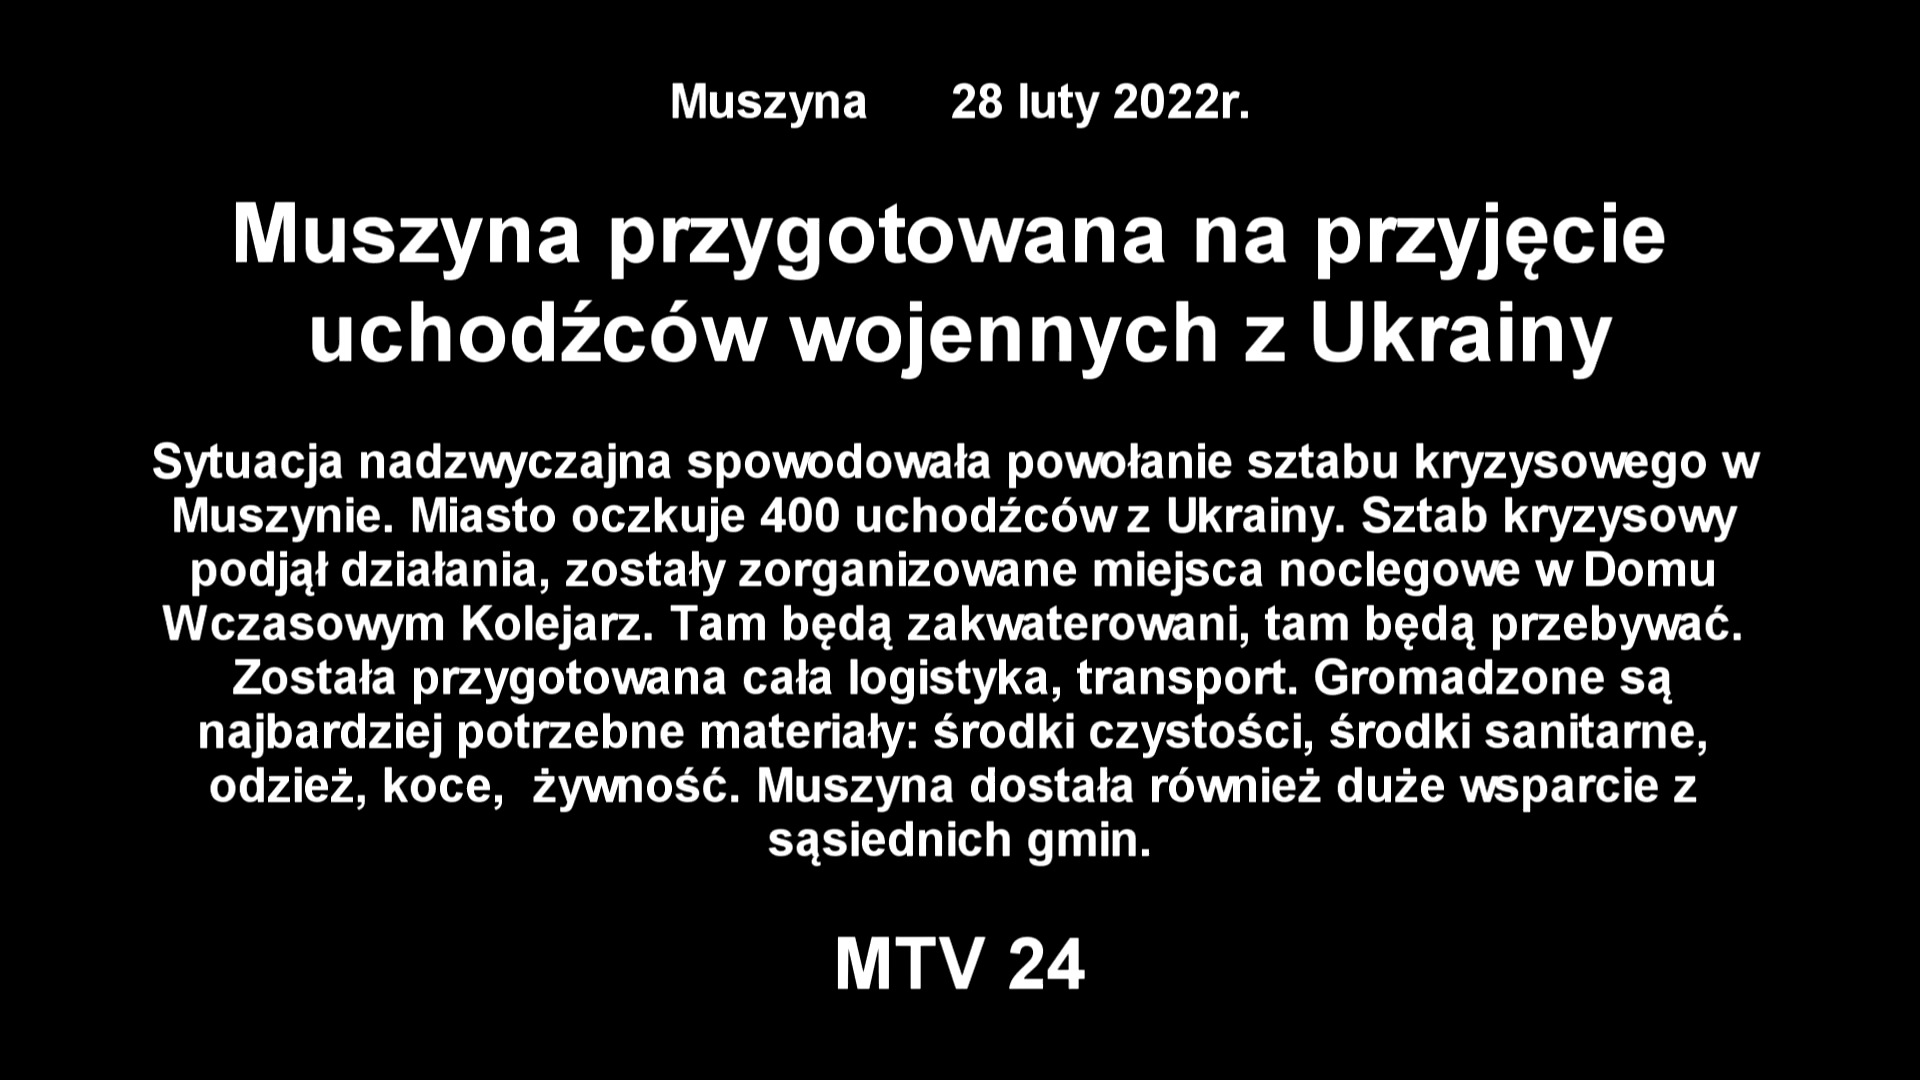 Muszyna 28 luty 2022r.
Muszyna przygotowana na przyjęcie
uchodźców wojennych z Ukrainy
Sytuacja nadzwyczajna spowodowała powołanie sztabu kryzysowego w
Muszynie. Miasto oczkuje 400 uchodźców z Ukrainy. Sztab kryzysowy
podjął działania, zostały zorganizowane miejsca noclegowe w Domu
Wczasowym Kolejarz. Tam będą zakwaterowani, tam będą przebywać.
Została przygotowana cała logistyka, transport. Gromadzone są
najbardziej potrzebne materiały: środki czystości, środki sanitarne,
odzież, koce, żywność. Muszyna dostała również duże wsparcie z
sąsiednich gmin.
MTV 24